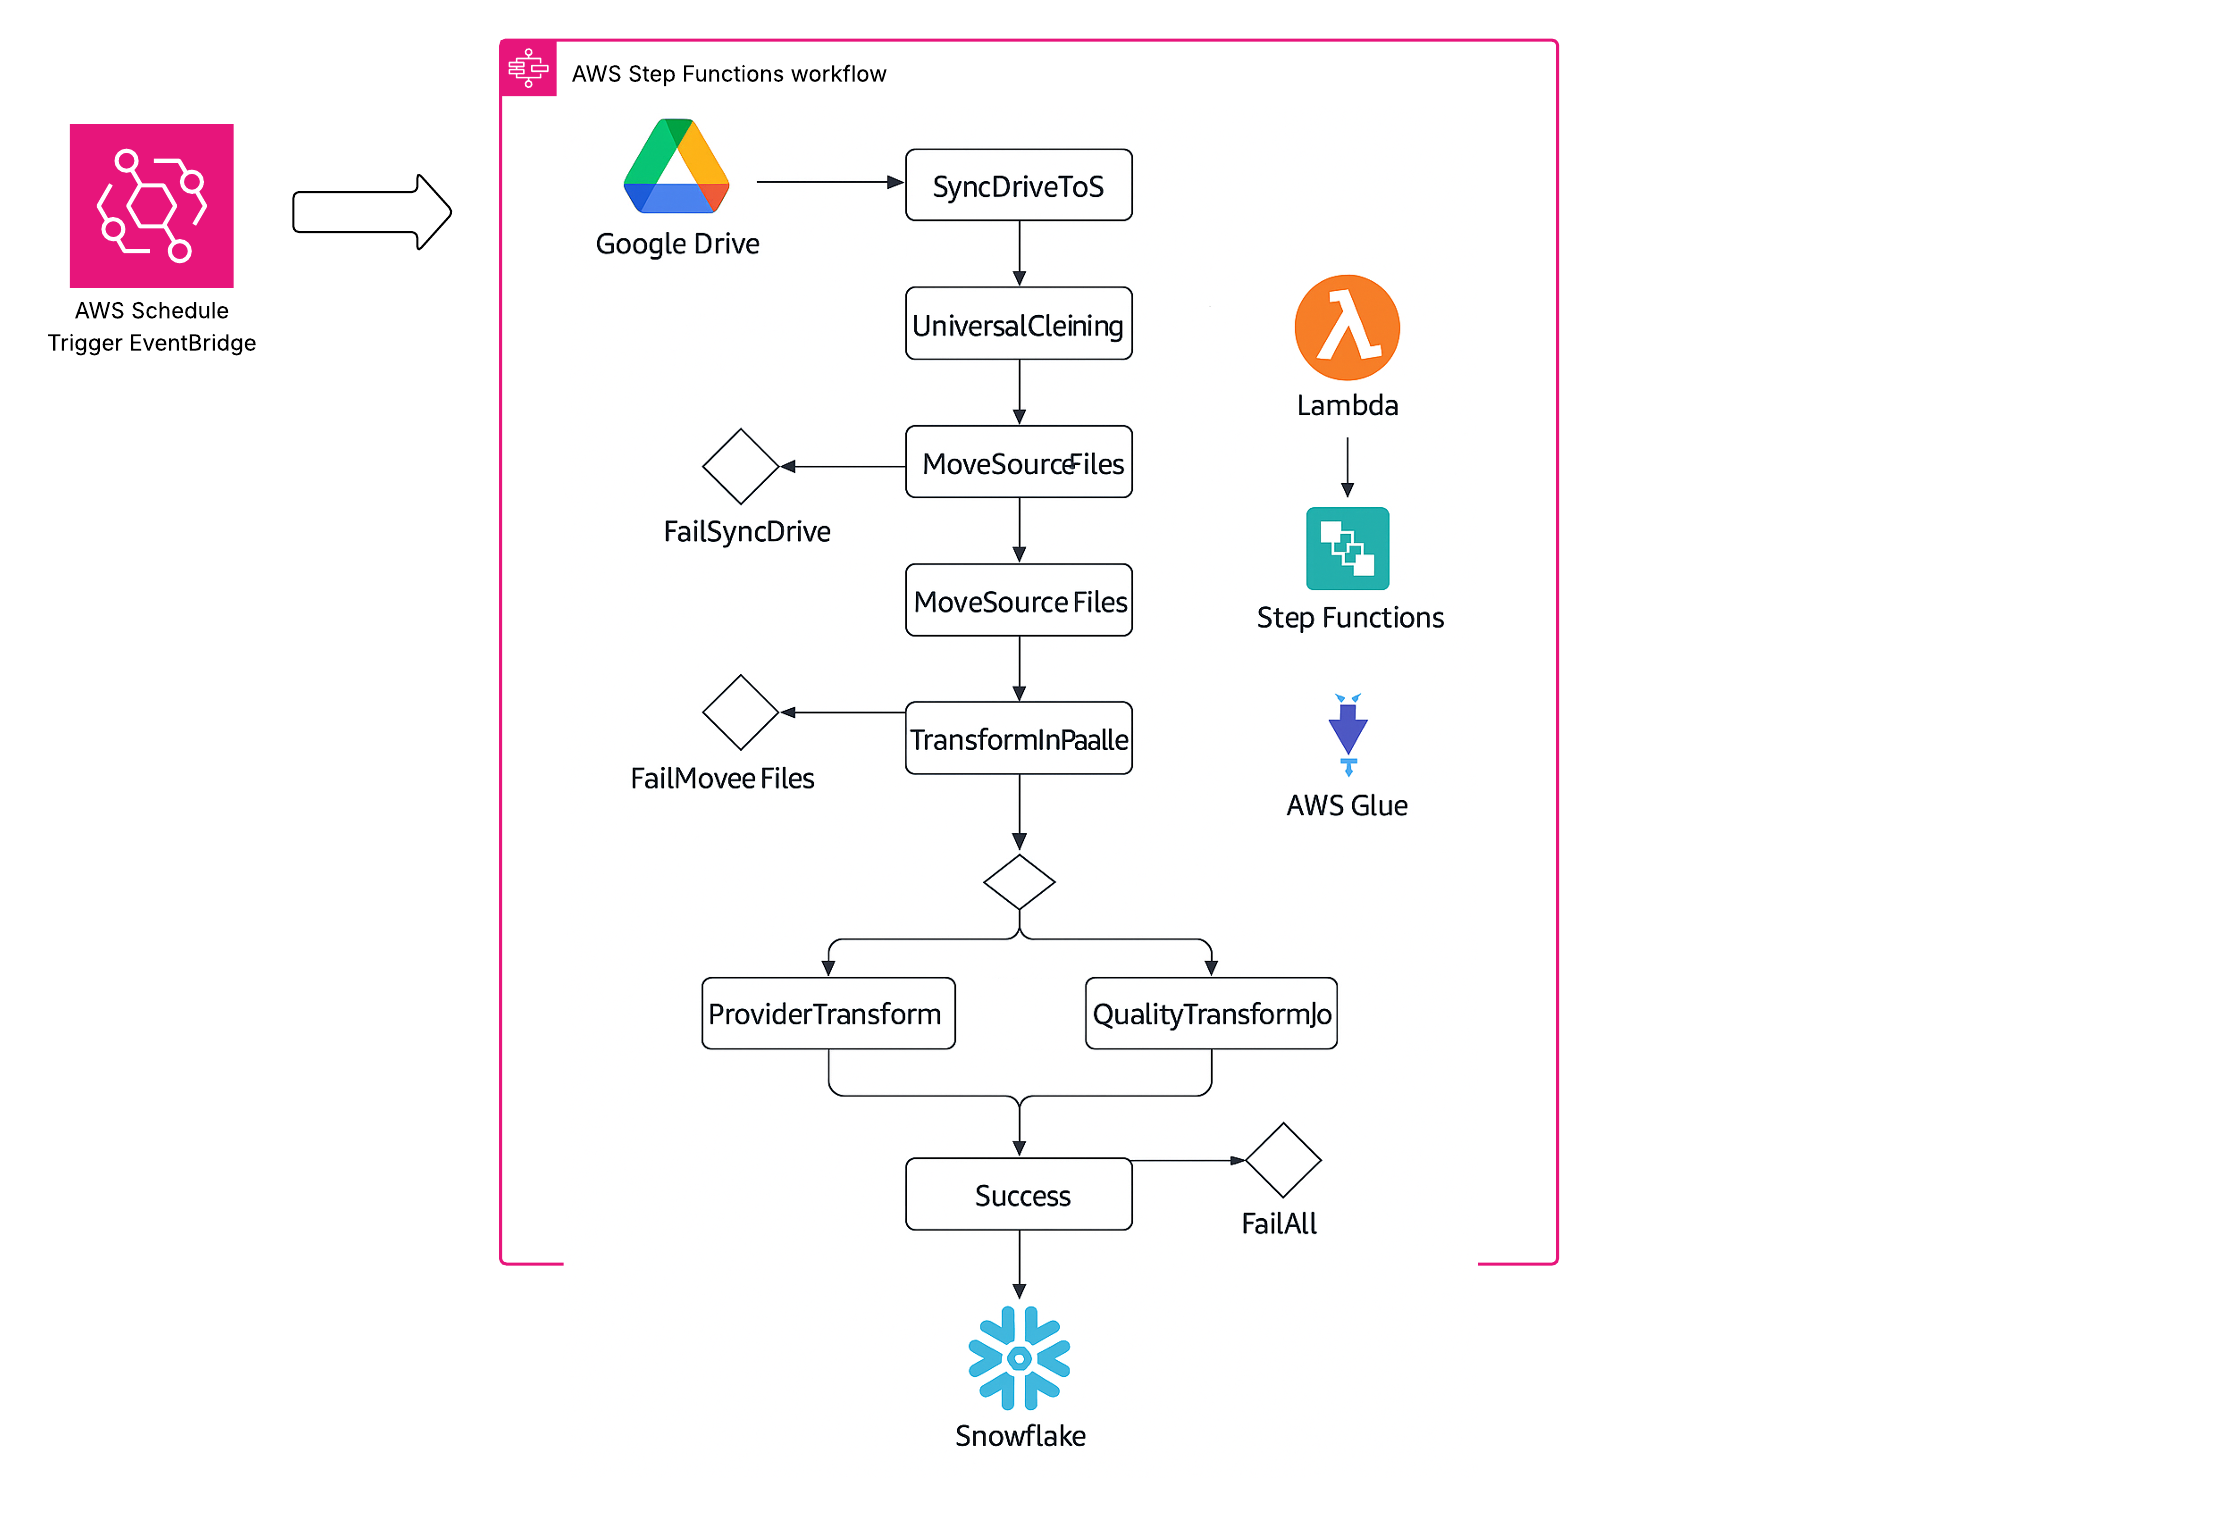 AWS Step Functions workflow
AWS Schedule
Trigger EventBridge
Google Drive
SyncDriveToS
UniversalCleining
Lambda
MoveSourceFiles
FailSyncDrive
MoveSource Files
Step Functions
TransformInPaalle
FailMovee Files
AWS Glue
ProviderTransform
QualityTransformJo
Success
FailAll
Snowflake